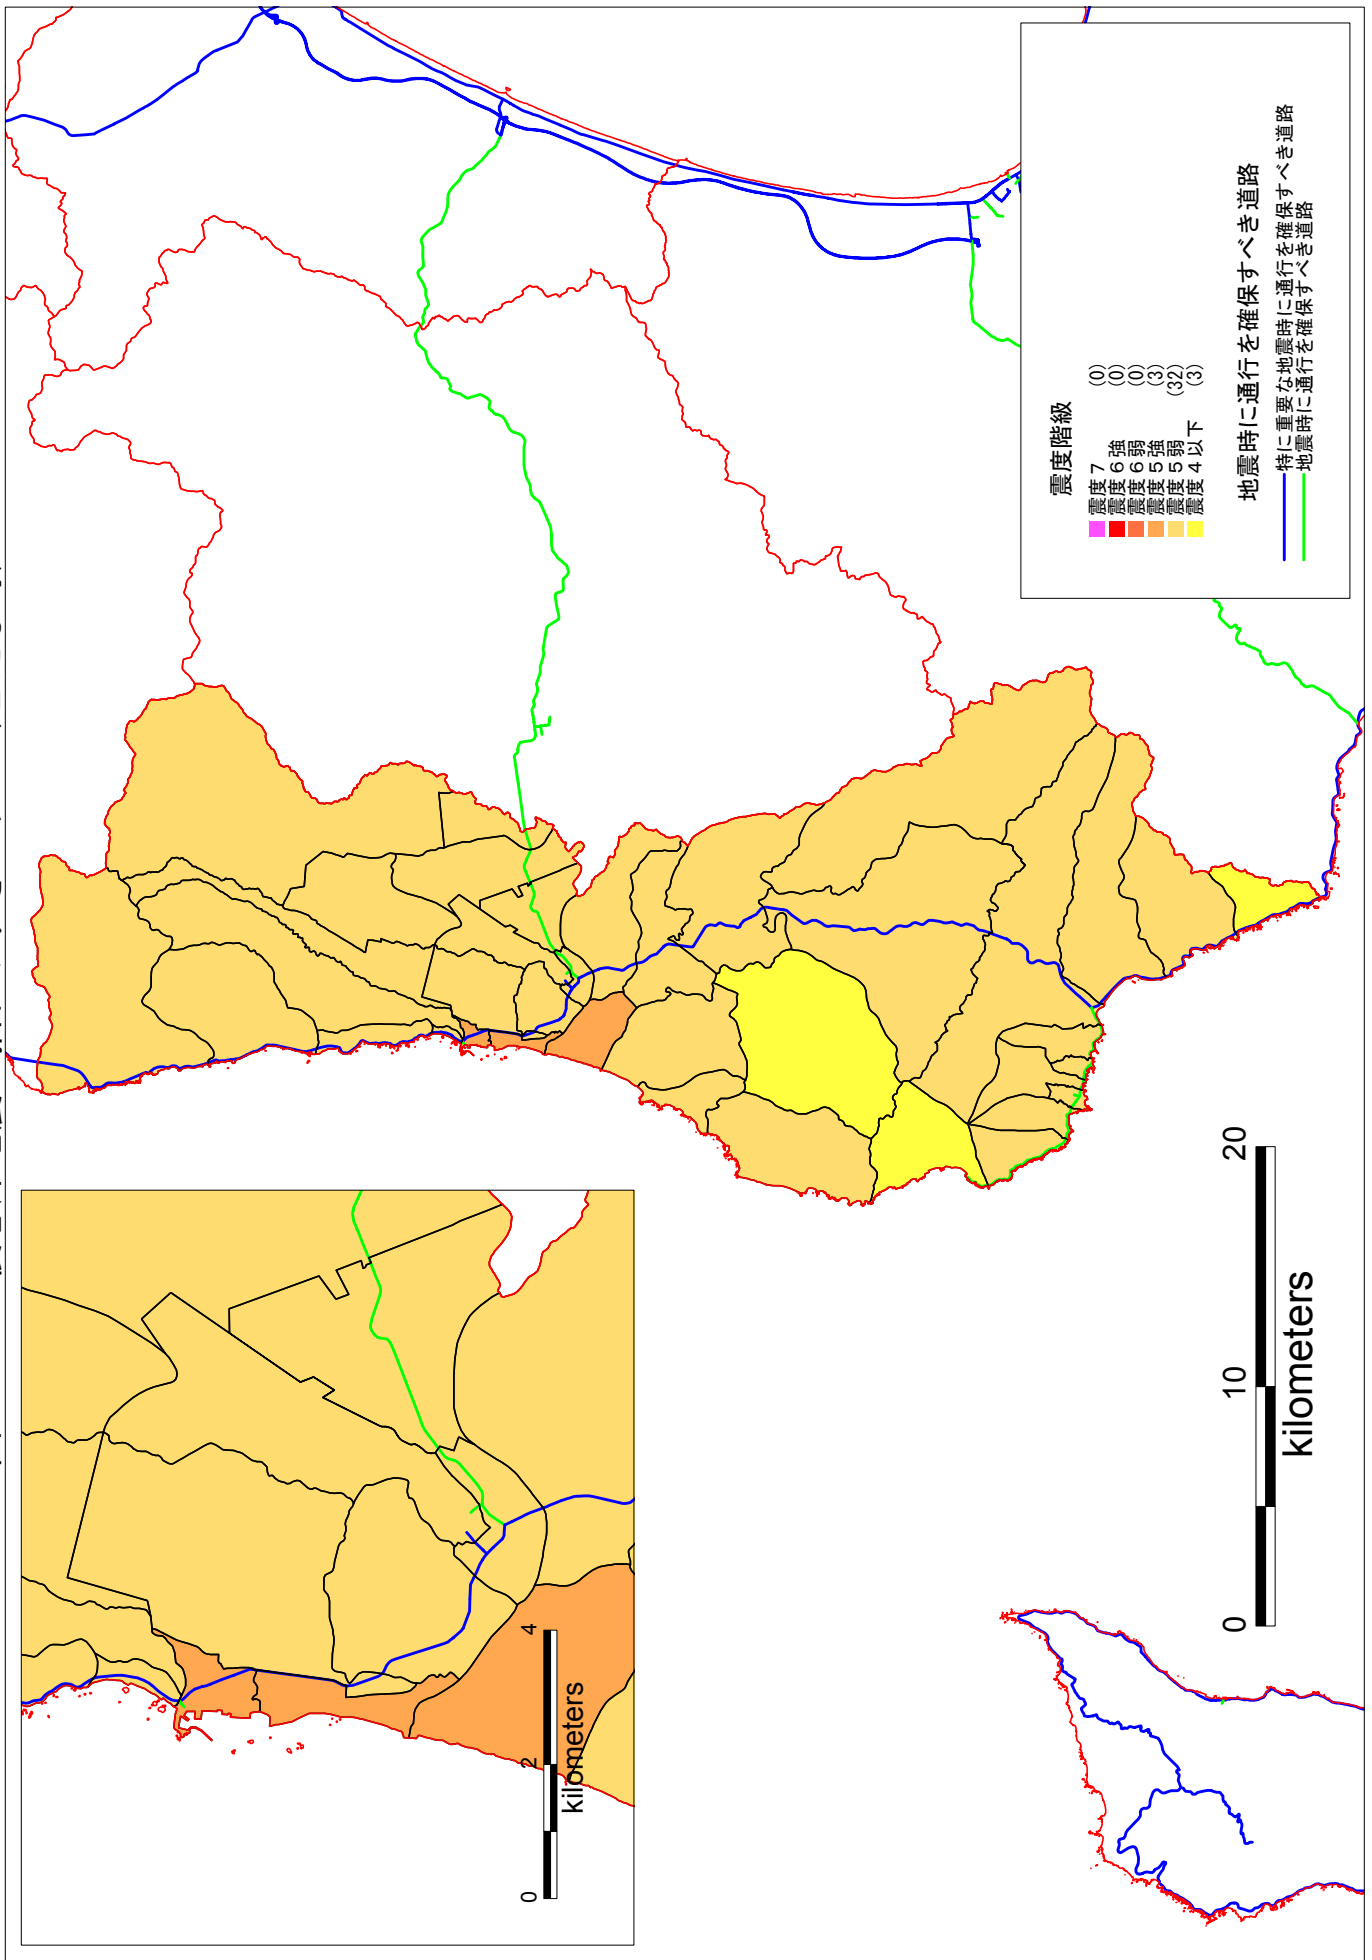 震度階級
震度7 (0)
震度6強 (0)
震度6弱 (0)
震度5強 (3)
震度5弱 (32)
震度4以下 (3)
地震時に通行を確保すべき道路
特に重要な地震時に通行を確保すべき道路
地震時に通行を確保すべき道路
0 2 4
kilometers
0 10 20
kilometers